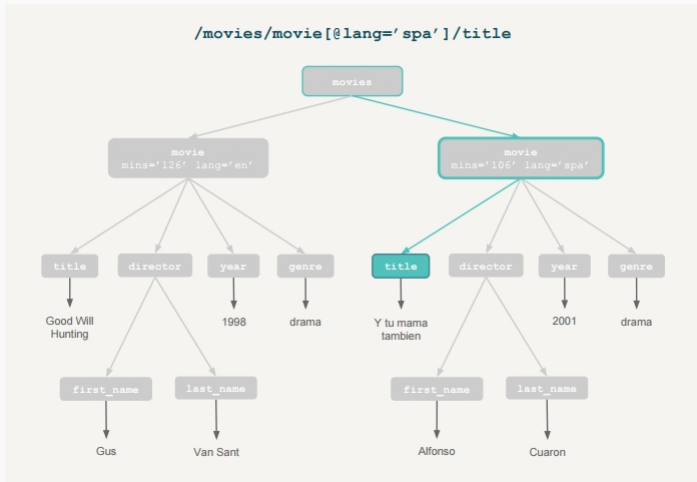 /movies/movie[@lang=’spa’]/title
movies
movie
mins=’126’ lang=’en’
movie
mins=’106’ lang=’spa’
title
director
year
genre
title
director
year
genre
Good Will
Hunting
1998
drama
Y tu mama
tambien
2001
drama
first_name
last_name
first_name
last_name
Gus
Van Sant
Alfonso
Cuaron